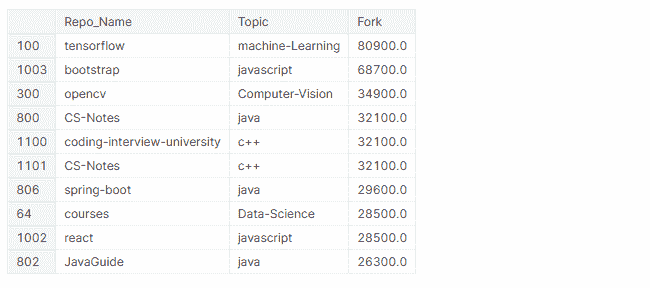 Repo_Name Topic Fork
100 tensorflow machine-Learning 80900.0
1003 bootstrap javascript 68700.0
300 opencv Computer-Vision 34900.0
800 CS-Notes java 32100.0
1100 coding-interview-university c++ 32100.0
1101 CS-Notes c++ 32100.0
806 spring-boot java 29600.0
64 courses Data-Science 28500.0
1002 react javascript 28500.0
802 JavaGuide java 26300.0